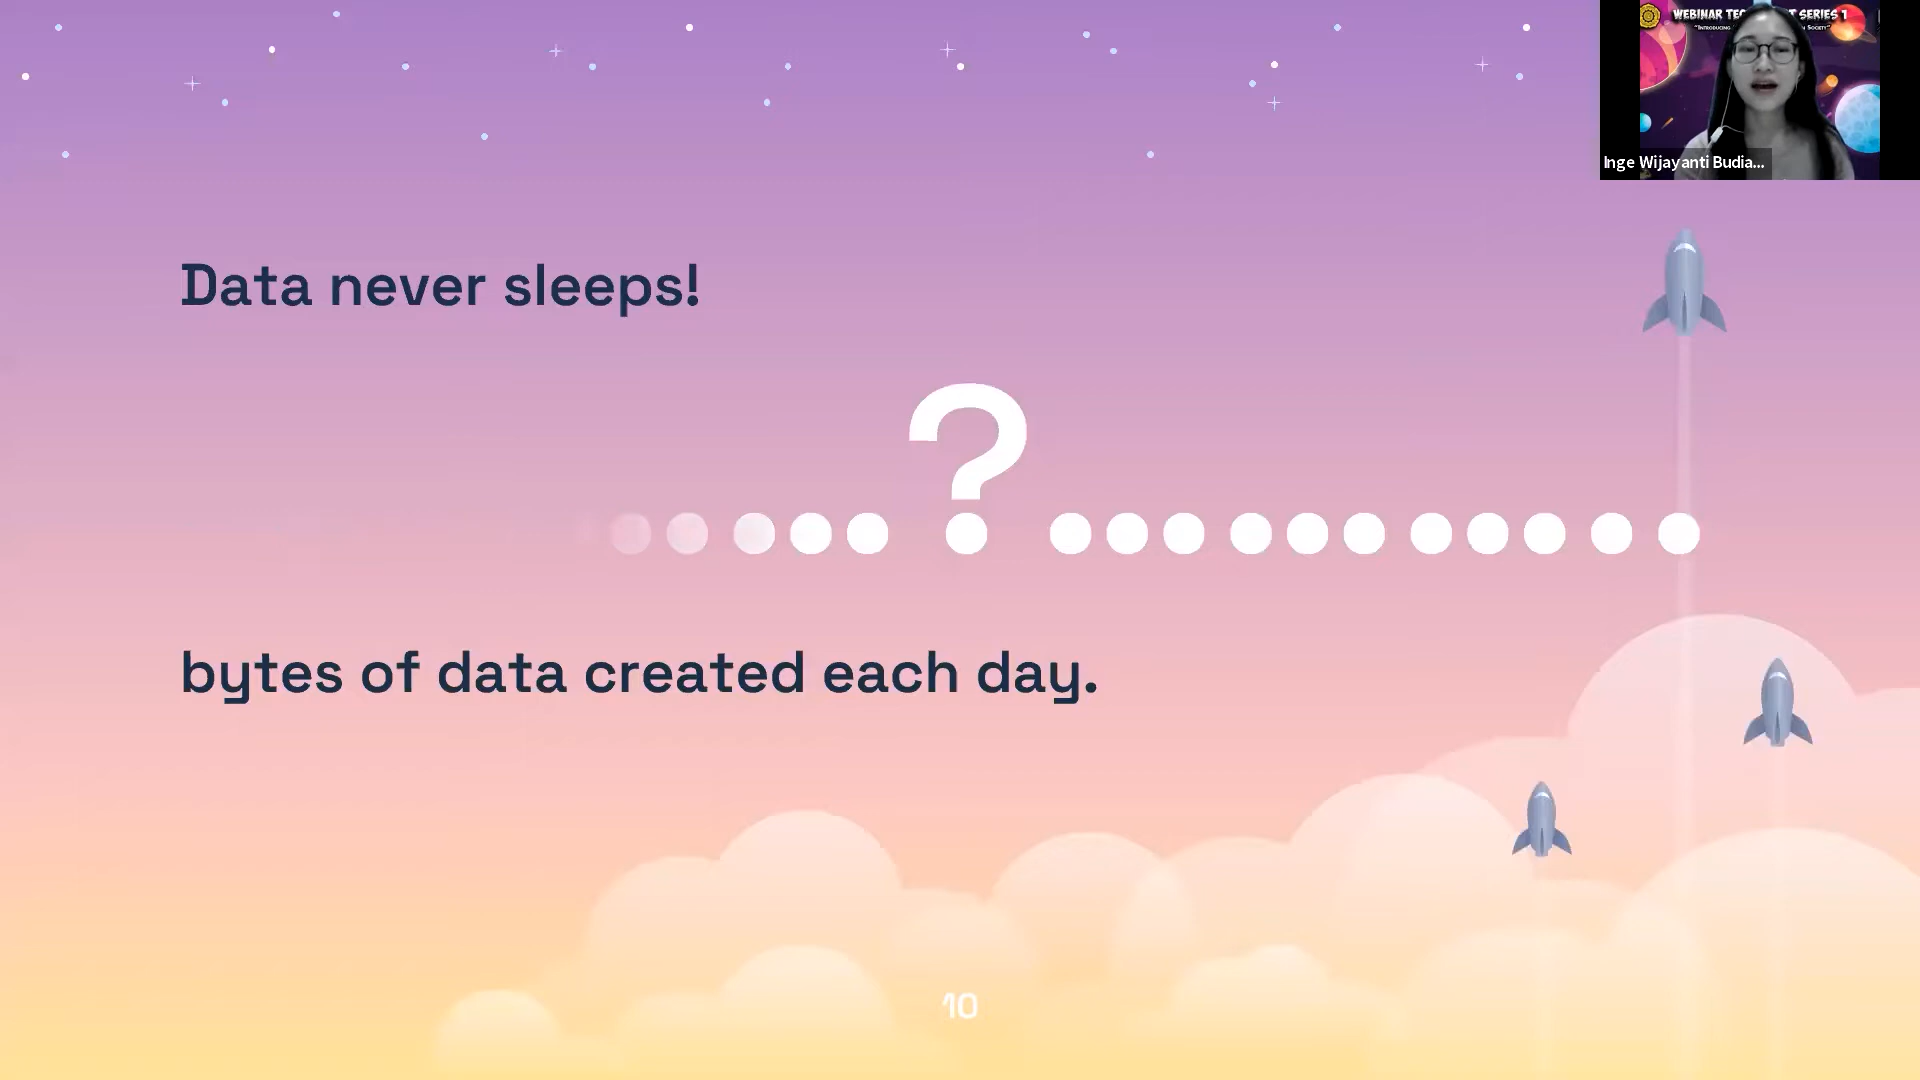 WEBINAR TEC
T SERIES 1
Inge Wijayanti Budia...
Data never sleeps!
?
bytes of data created each day.
10